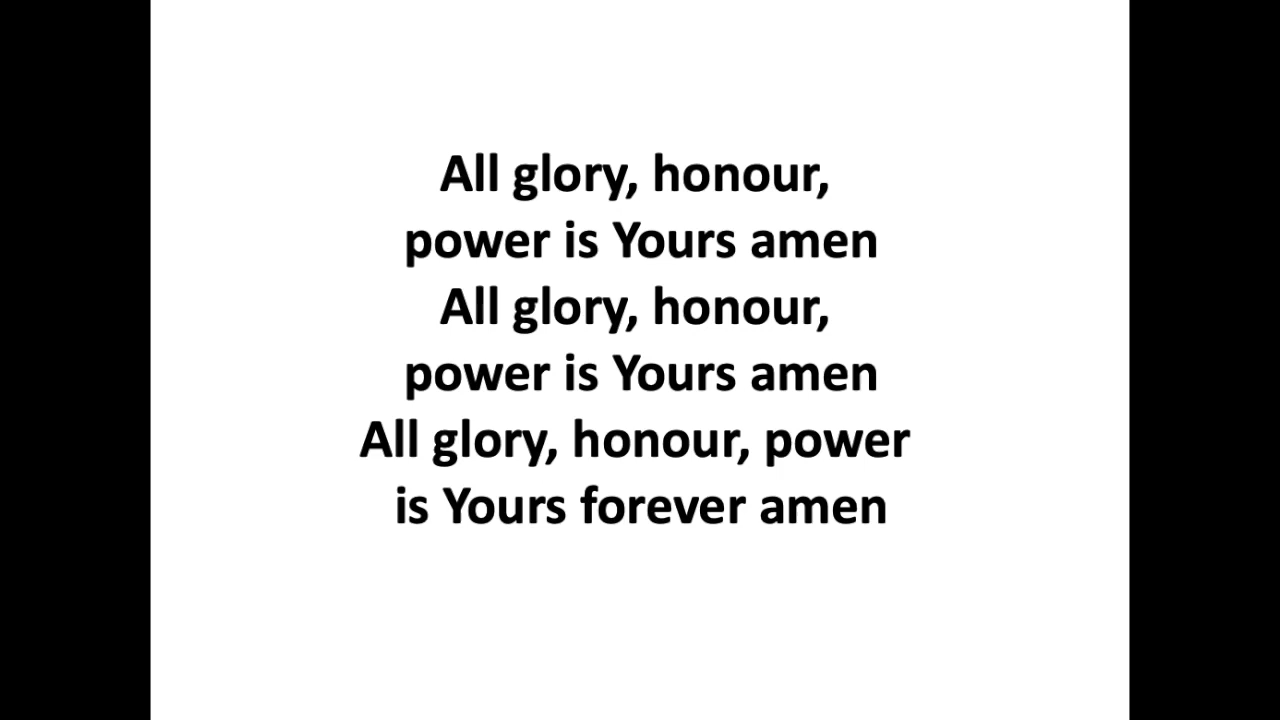 All glory, honour,
power is Yours amen
All glory, honour,
power is Yours amen
All glory, honour, power
is Yours forever amen